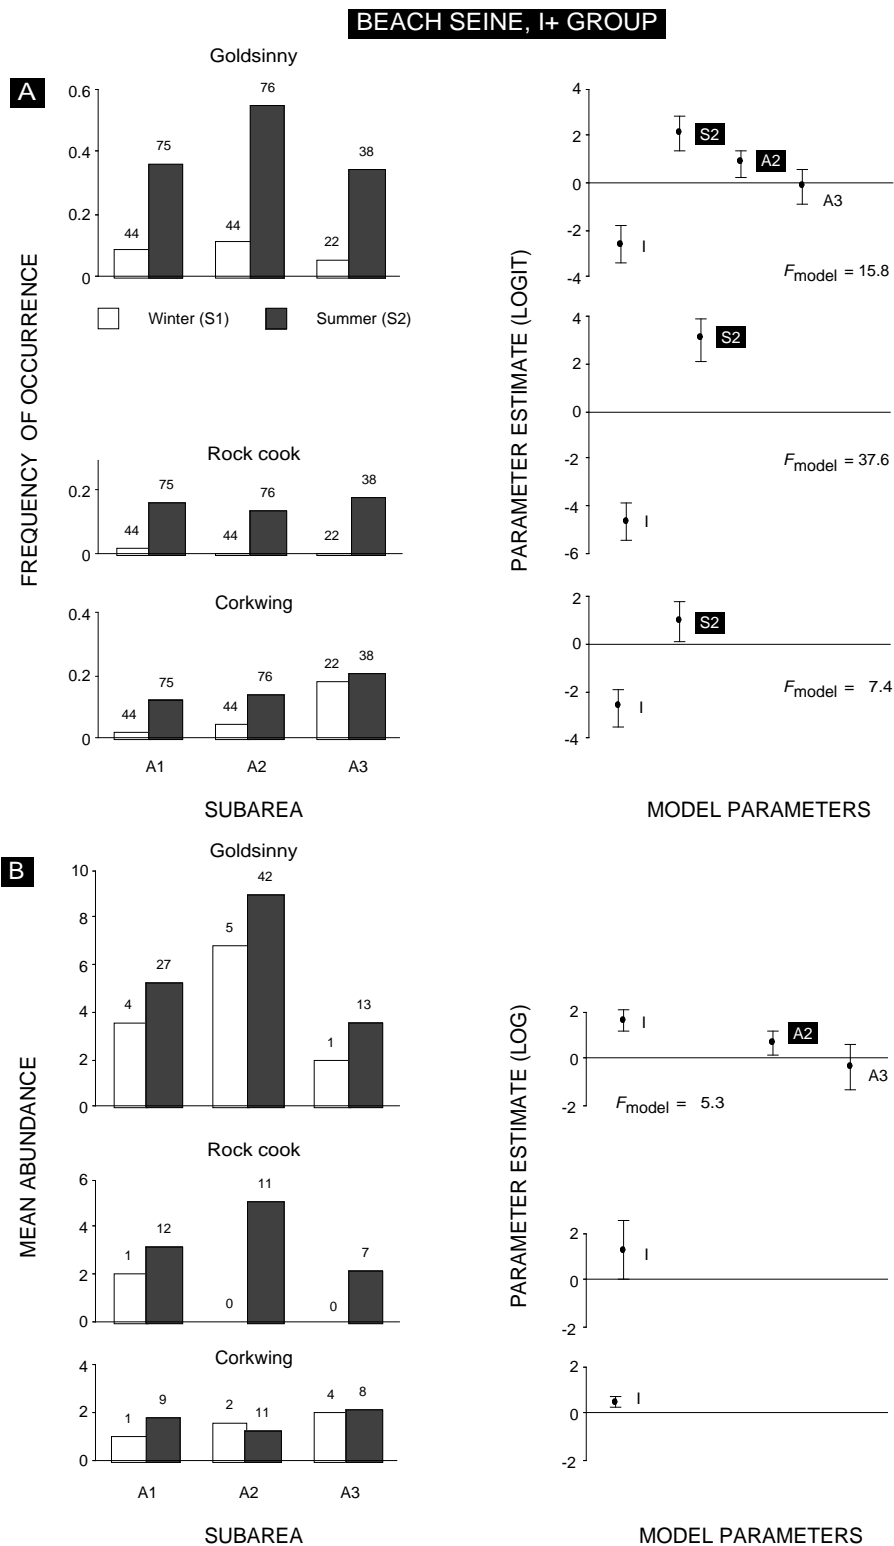 BEACH SEINE, I+ GROUP
A
Goldsinny
FREQUENCY OF OCCURRENCE
0.6
0.4
0.2
0
44
75
44
76
22
38
Winter (S1)
Summer (S2)
PARAMETER ESTIMATE (LOGIT)
4
2
0
-2
-4
I
S2
A2
A3
Fmodel = 15.8
Rock cook
0.2
0
44
75
44
76
22
38
4
2
0
-2
-4
-6
I
S2
Fmodel = 37.6
Corkwing
0.4
0.2
0
44
75
44
76
22
38
A1
A2
A3
SUBAREA
2
0
-2
-4
I
S2
Fmodel = 7.4
MODEL PARAMETERS
B
Goldsinny
MEAN ABUNDANCE
10
8
6
4
2
0
4
27
5
42
1
13
PARAMETER ESTIMATE (LOG)
2
0
-2
I
A2
A3
Fmodel = 5.3
Rock cook
6
4
2
0
1
12
0
11
0
7
2
0
-2
I
Corkwing
4
2
0
1
9
2
11
4
8
A1
A2
A3
SUBAREA
2
0
-2
I
MODEL PARAMETERS